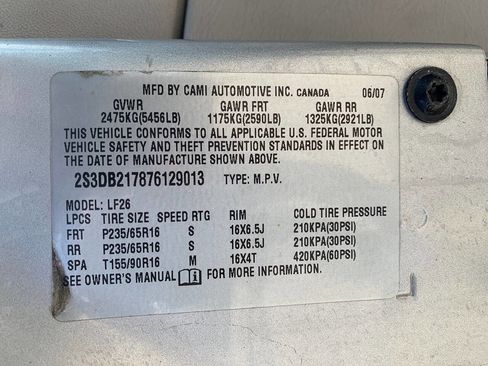 MFD BY CAMI AUTOMOTIVE INC. CANADA 06/07
GVWR GAWR FRT GAWR RR
2475KG(5456LB) 1175KG(2590LB) 1325KG(2921LB)
THIS VEHICLE CONFORMS TO ALL APPLICABLE U.S. FEDERAL MOTOR
VEHICLE SAFETY AND THEFT PREVENTION STANDARDS IN EFFECT ON
THE DATE OF MANUFACTURE SHOWN ABOVE.
2S3DB217876129013 TYPE: M.P.V.
MODEL: LF26
LPCS TIRE SIZE SPEED RTG RIM COLD TIRE PRESSURE
FRT P235/65R16 S 16X6.5J 210KPA(30PSI)
RR P235/65R16 S 16X6.5J 210KPA(30PSI)
SPA T155/90R16 M 16X4T 420KPA(60PSI)
SEE OWNER'S MANUAL FOR MORE INFORMATION.